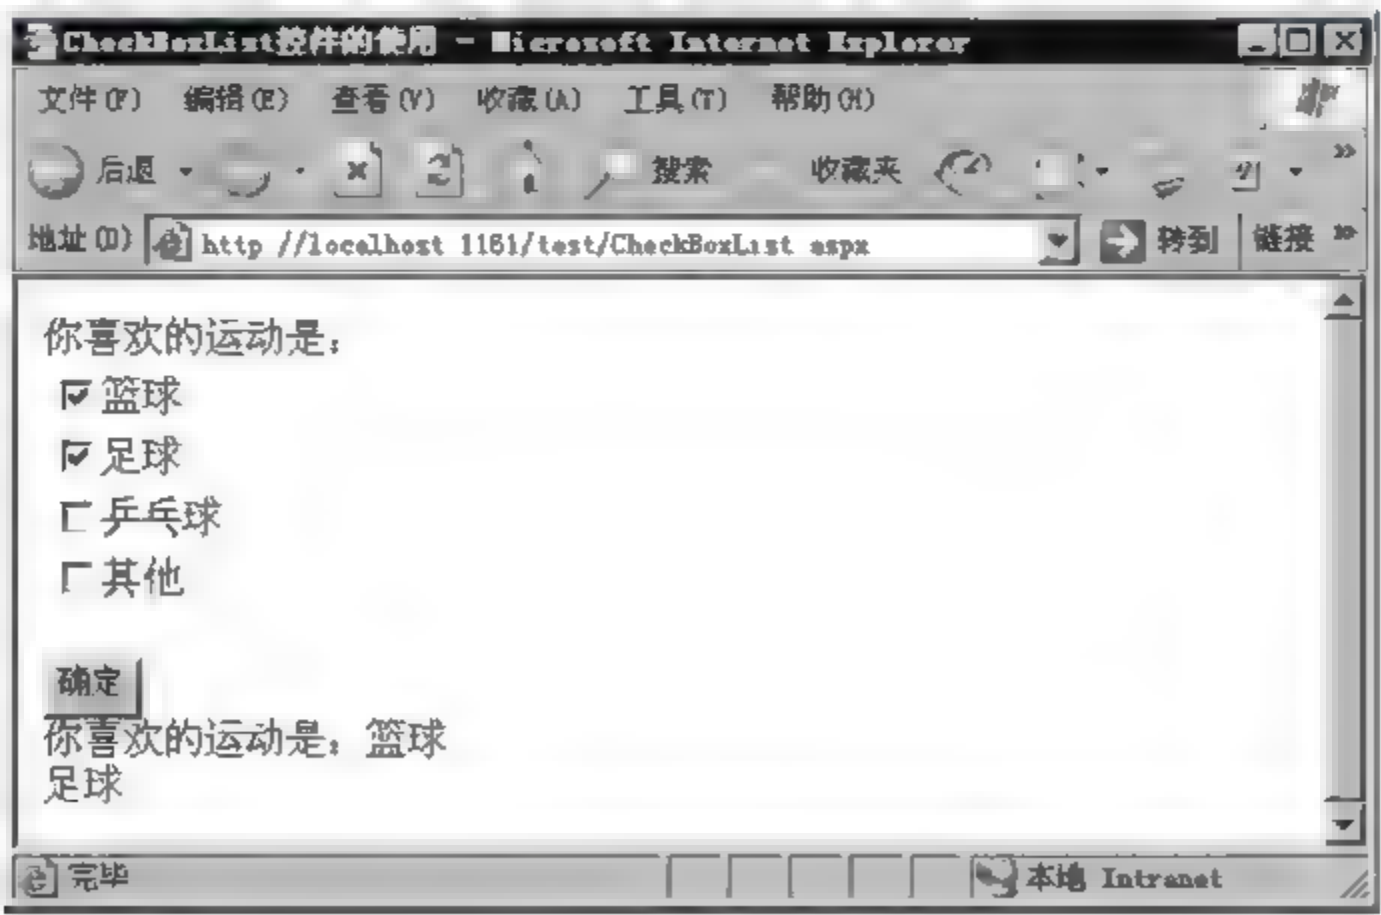 CheckBoxList控件的使用 - Microsoft Internet Explorer
文件(F) 编辑(E) 查看(V) 收藏(A) 工具(T) 帮助(H)
后退 搜索 收藏夹 »
地址(D) http //localhost 1161/test/CheckBoxList aspx 转到 链接 »
你喜欢的运动是:
篮球
足球
乒乓球
其他
确定
你喜欢的运动是:篮球
足球
完毕 本地 Intranet